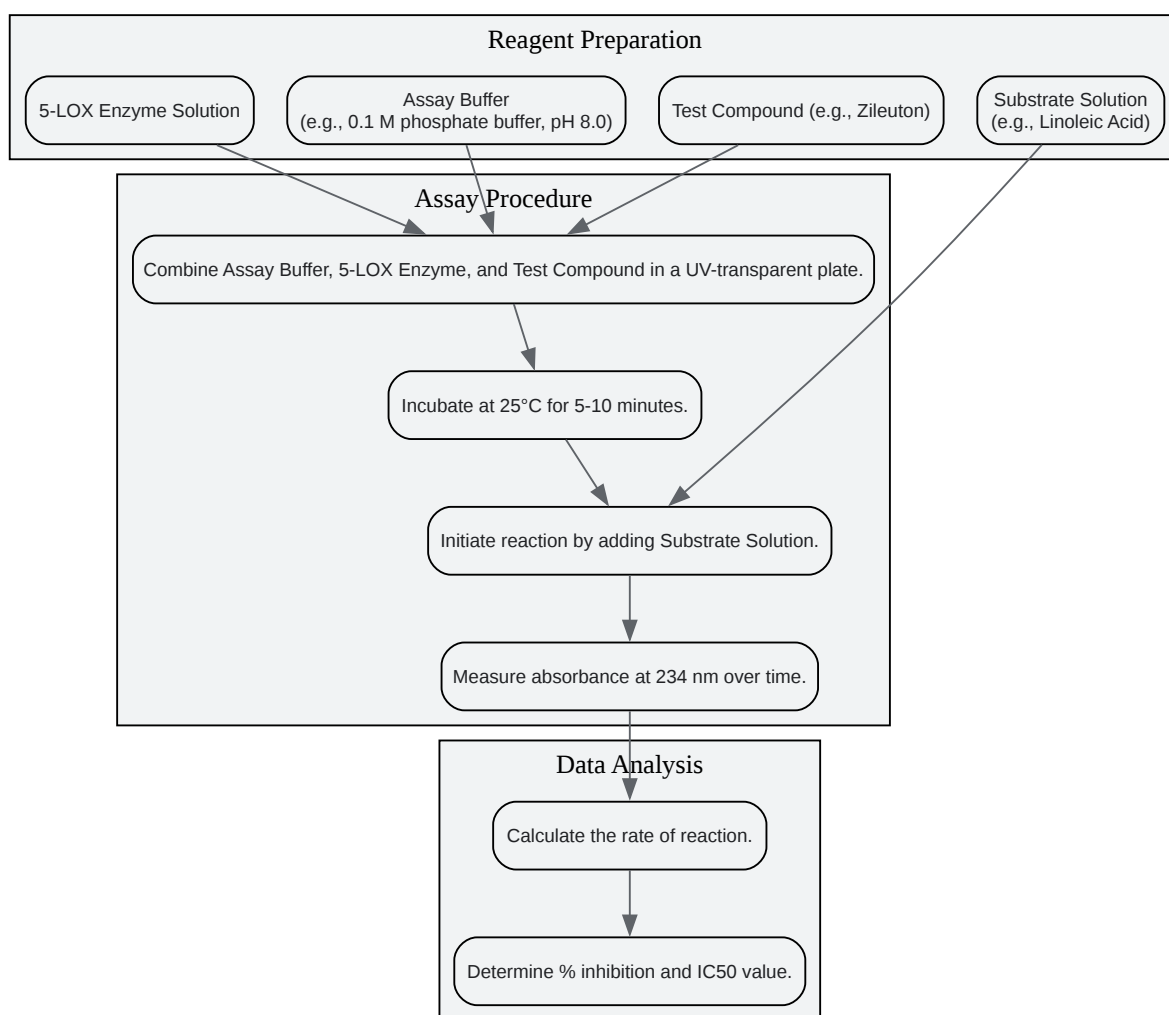 Reagent Preparation
5-LOX Enzyme Solution
Assay Buffer
(e.g., 0.1 M phosphate buffer, pH 8.0)
Test Compound (e.g., Zileuton)
Substrate Solution
(e.g., Linoleic Acid)
Assay Procedure
Combine Assay Buffer, 5-LOX Enzyme, and Test Compound in a UV-transparent plate.
Incubate at 25°C for 5-10 minutes.
Initiate reaction by adding Substrate Solution.
Measure absorbance at 234 nm over time.
Data Analysis
Calculate the rate of reaction.
Determine % inhibition and IC50 value.